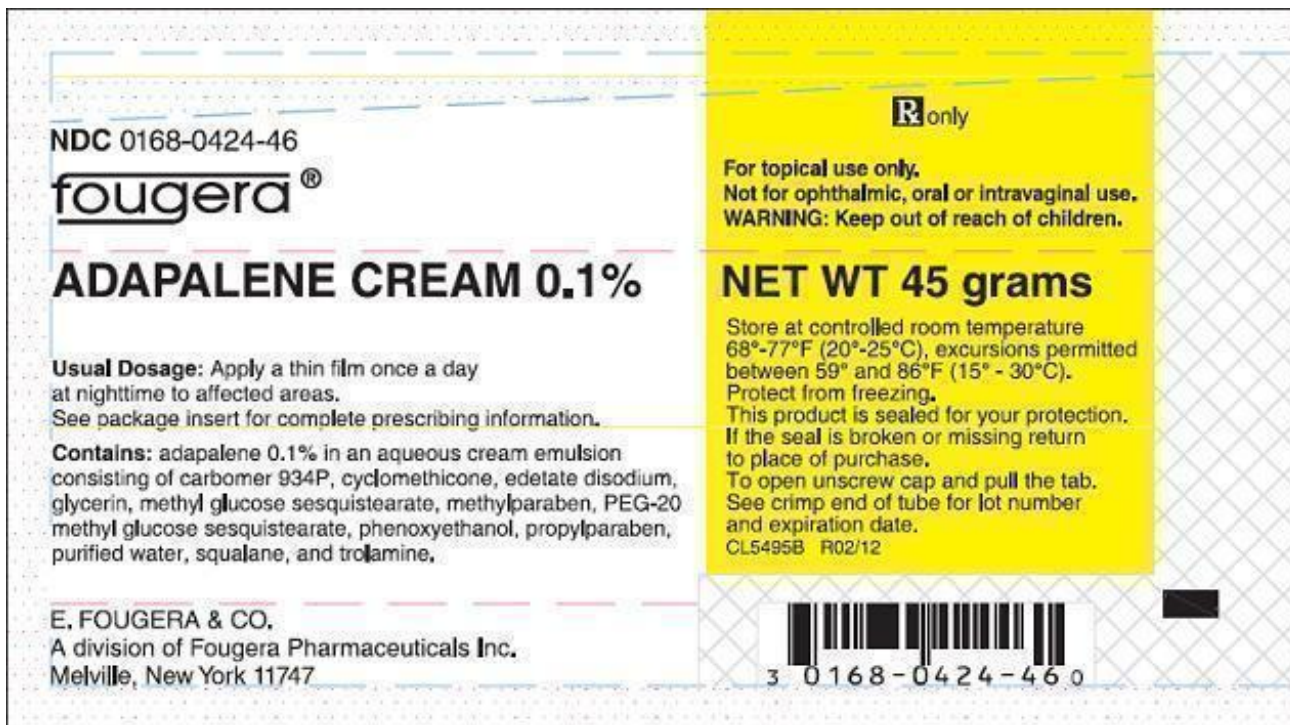 NDC 0168-0424-46
fougera®
ADAPALENE CREAM 0.1%
Usual Dosage: Apply a thin film once a day
at nighttime to affected areas.
See package insert for complete prescribing information.
Contains: adapalene 0.1% in an aqueous cream emulsion
consisting of carbomer 934P, cyclomethicone, edetate disodium,
glycerin, methyl glucose sesquistearate, methylparaben, PEG-20
methyl glucose sesquistearate, phenoxyethanol, propylparaben,
purified water, squalane, and trolamine.
E. FOUGERA & CO.
A division of Fougera Pharmaceuticals Inc.
Melville, New York 11747
Rx only
For topical use only.
Not for ophthalmic, oral or intravaginal use.
WARNING: Keep out of reach of children.
NET WT 45 grams
Store at controlled room temperature
68°-77°F (20°-25°C), excursions permitted
between 59° and 86°F (15° - 30°C).
Protect from freezing.
This product is sealed for your protection.
If the seal is broken or missing return
to place of purchase.
To open unscrew cap and pull the tab.
See crimp end of tube for lot number
and expiration date.
CL5495B R02/12
3 0168-0424-46 0